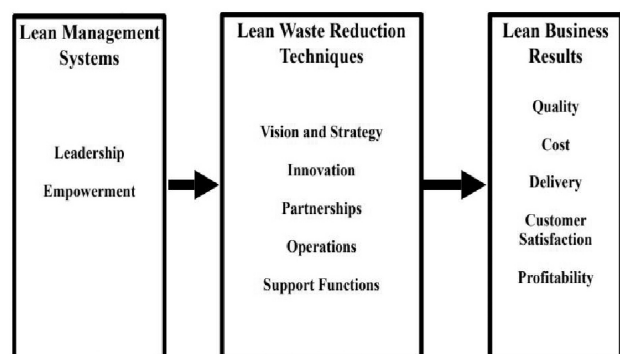 Lean Management
Systems
Leadership
Empowerment
Lean Waste Reduction
Techniques
Vision and Strategy
Innovation
Partnerships
Operations
Support Functions
Lean Business
Results
Quality
Cost
Delivery
Customer
Satisfaction
Profitability